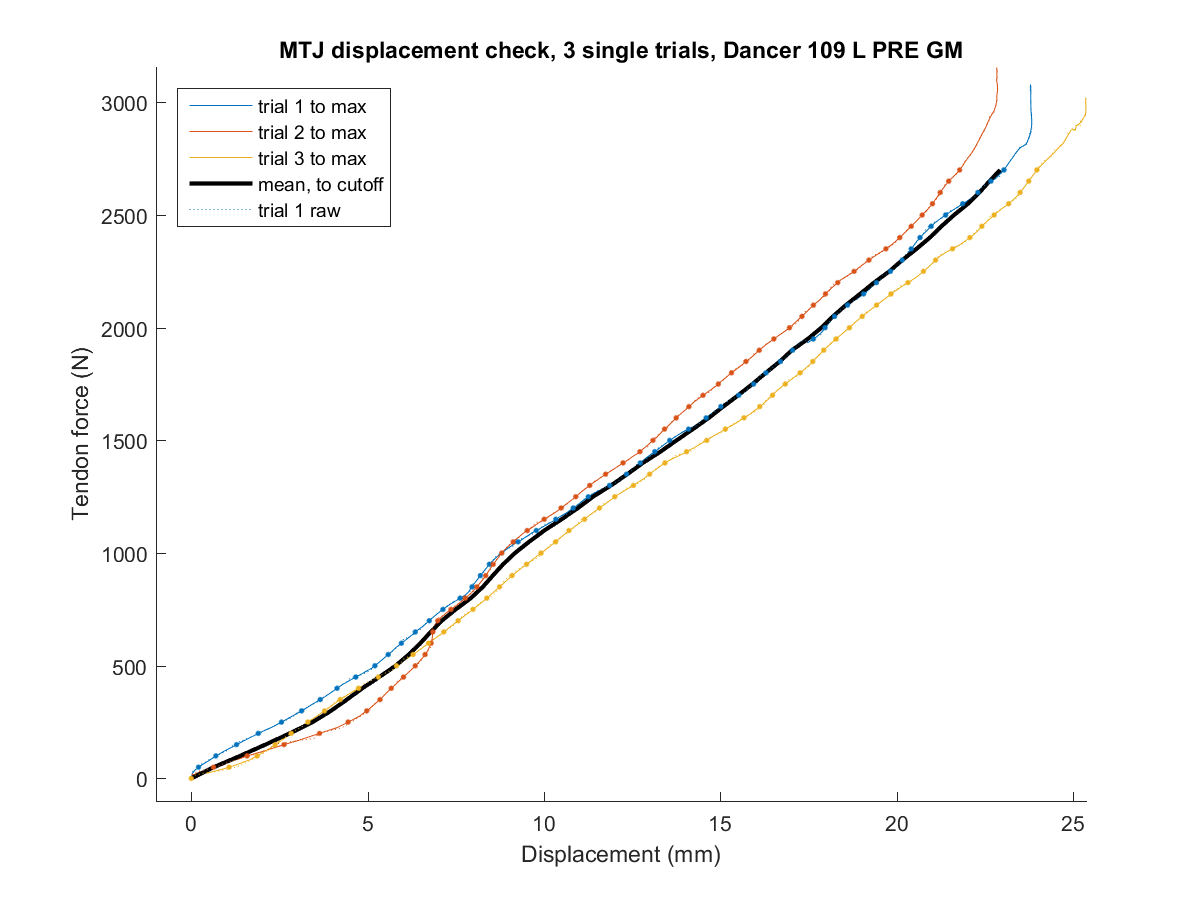 MTJ displacement check, 3 single trials, Dancer 109 L PRE GM
trial 1 to max
trial 2 to max
trial 3 to max
mean, to cutoff
trial 1 raw
Tendon force (N)
3000
2500
2000
1500
1000
500
0
0 5 10 15 20 25
Displacement (mm)